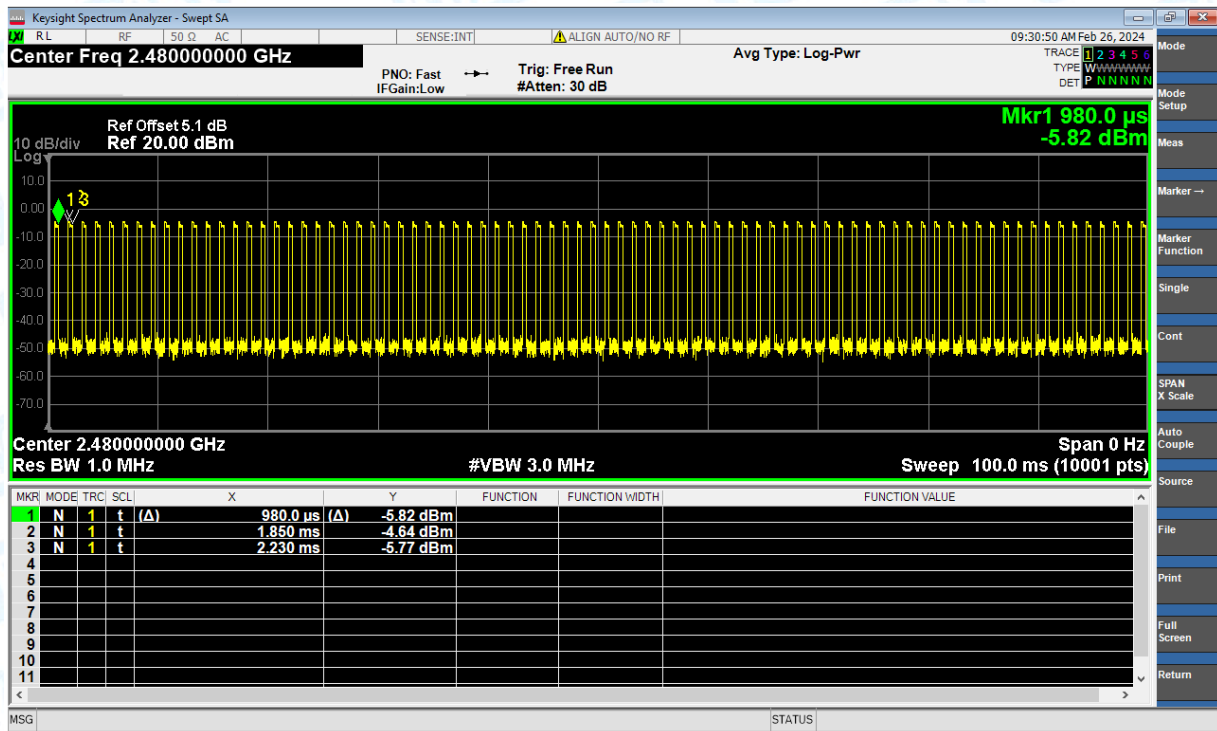 Keysight Spectrum Analyzer - Swept SA
LXI RL RF 50 Ω AC SENSE:INT ALIGN AUTO/NO RF 09:30:50 AM Feb 26, 2024
Center Freq 2.480000000 GHz
PNO: Fast
IFGain:Low
Trig: Free Run
#Atten: 30 dB
Avg Type: Log-Pwr
TRACE 1 2 3 4 5 6
TYPE WWWWWW
DET P N N N N N
Mkr1 980.0 µs
-5.82 dBm
Ref Offset 5.1 dB
10 dB/div Ref 20.00 dBm
Log
10.0
0.00
-10.0
-20.0
-30.0
-40.0
-50.0
-60.0
-70.0
1 3
Center 2.480000000 GHz Span 0 Hz
Res BW 1.0 MHz #VBW 3.0 MHz Sweep 100.0 ms (10001 pts)
MKR MODE TRC SCL X Y FUNCTION FUNCTION WIDTH FUNCTION VALUE
1 N 1 t (Δ) 980.0 µs (Δ) -5.82 dBm
2 N 1 t 1.850 ms -4.64 dBm
3 N 1 t 2.230 ms -5.77 dBm
4
5
6
7
8
9
10
11
MSG STATUS
Mode
Mode
Setup
Meas
Marker →
Marker
Function
Single
Cont
SPAN
X Scale
Auto
Couple
Source
File
Print
Full
Screen
Return